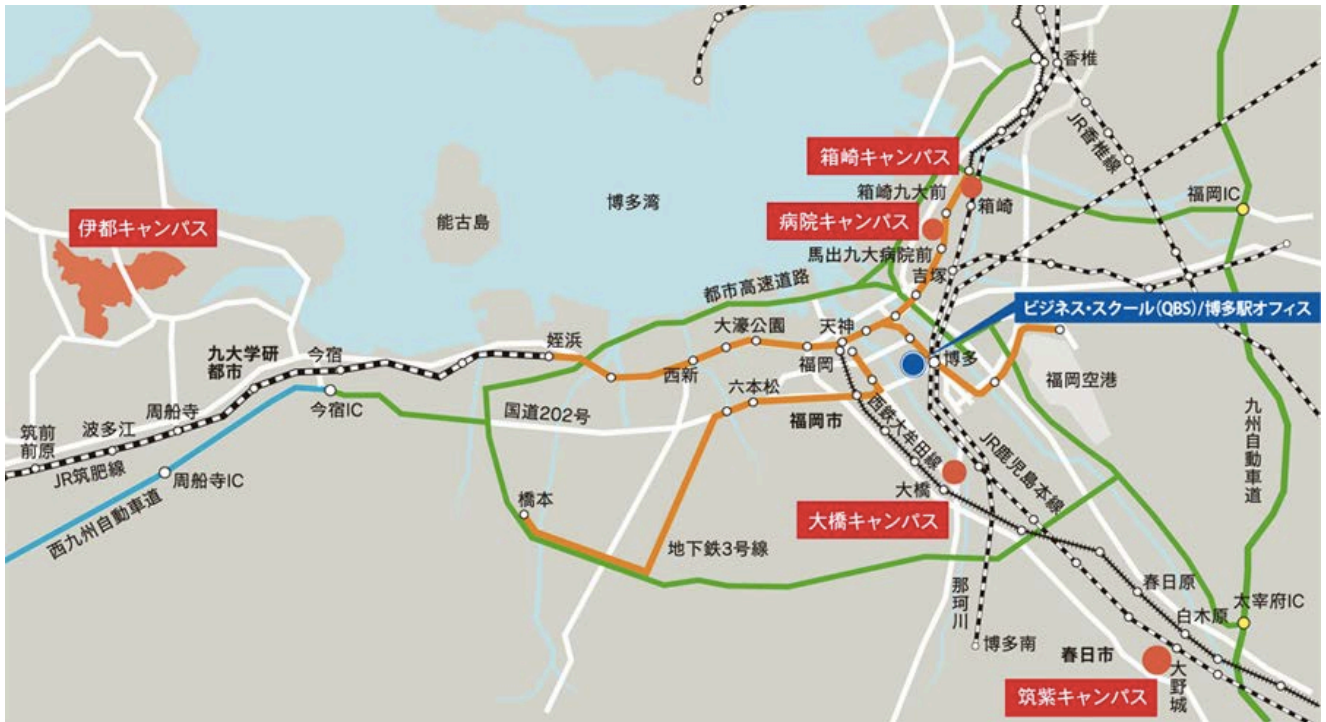 香椎
JR香椎線
箱崎キャンパス
箱崎九大前
箱崎
福岡IC
伊都キャンパス
能古島
博多湾
病院キャンパス
馬出九大病院前
吉塚
都市高速道路
ビジネス・スクール(QBS)/博多駅オフィス
大濠公園
天神
姪浜
西新
福岡
博多
福岡空港
九大学研
都市
今宿
今宿IC
六本松
国道202号
福岡市
西鉄大牟田線
JR鹿児島本線
九州自動車道
周船寺
波多江
筑前
前原
JR筑肥線
周船寺IC
西九州自動車道
橋本
大橋
大橋キャンパス
地下鉄3号線
那珂川
春日原
白木原
太宰府IC
博多南
春日市
大野城
筑紫キャンパス